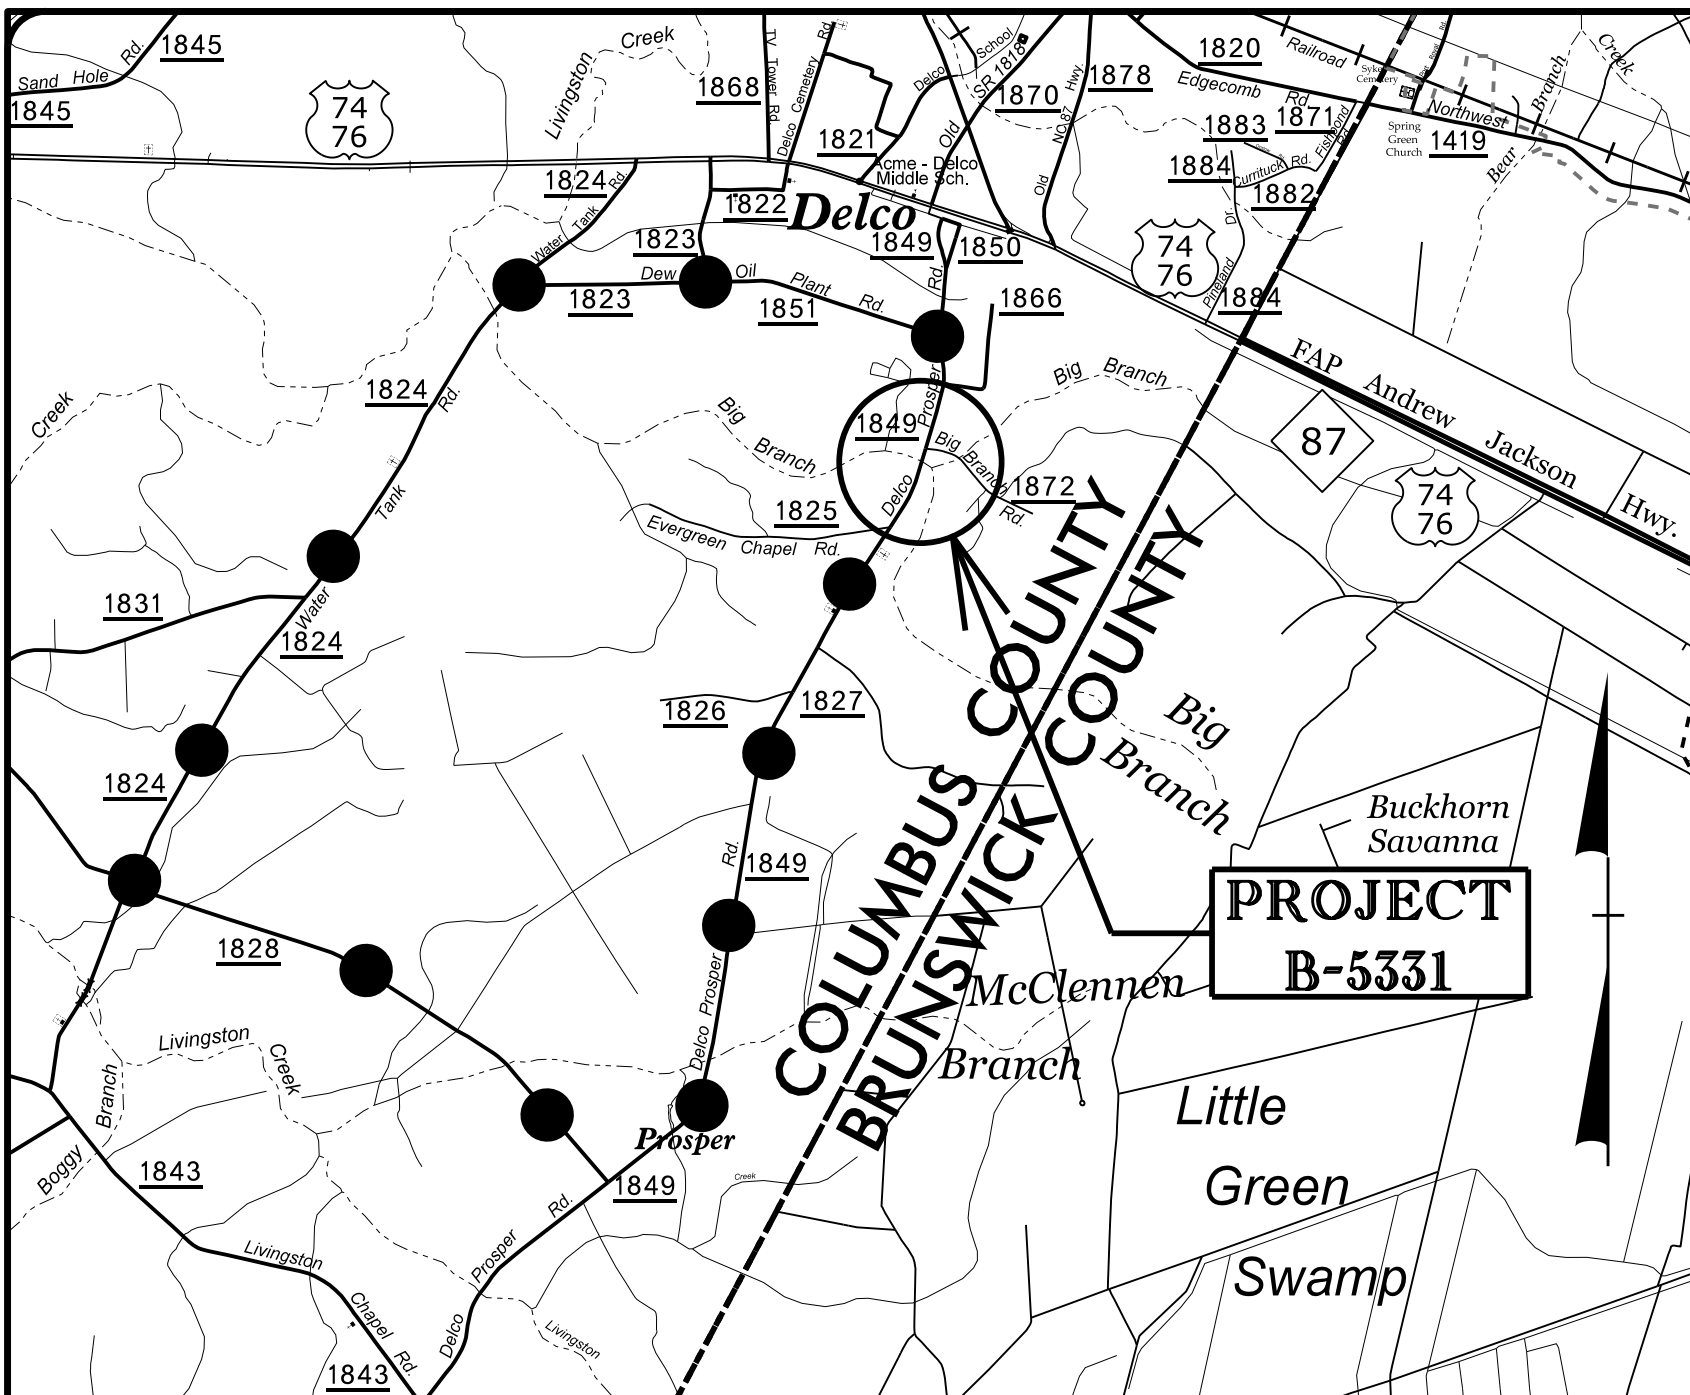 1845
Rd.
Sand Hole
1845
74
76
Livingston
Creek
1868
TV Tower Rd.
Delco Cemetery Rd.
1821
Delco School
SR 1818
1870
Old
Old NC 87 Hwy.
1878
1820
Railroad
Edgecomb Rd.
1883
1871
1884
Currituck Rd.
1882
Fishpond Rd.
Cemetery
Spring
Green
Church
Northwest
1419
Bear Branch
Creek
Acme - Delco
Middle Sch.
1824
Water Tank Rd.
1822
Delco
1823
1849
1850
Rd.
Dew Oil Plant Rd.
1823
1851
1866
74
76
Pineland Dr.
1884
FAP Andrew Jackson Hwy.
87
74
76
1824
Water Tank Rd.
Creek
Big Branch
Big Branch
1849
Delco Prosper
Big Branch Rd.
1872
1825
Evergreen Chapel Rd.
1831
1824
1826
1827
Big
Branch
COLUMBUS COUNTY
BRUNSWICK COUNTY
1824
1849
Buckhorn
Savanna
PROJECT
B-5331
1828
Delco Prosper Rd.
McClennen
Branch
Livingston Creek
Boggy Branch
Prosper
1849
1843
Creek
Little
Green
Swamp
Delco Prosper Rd.
Livingston Chapel Rd.
Livingston
1843